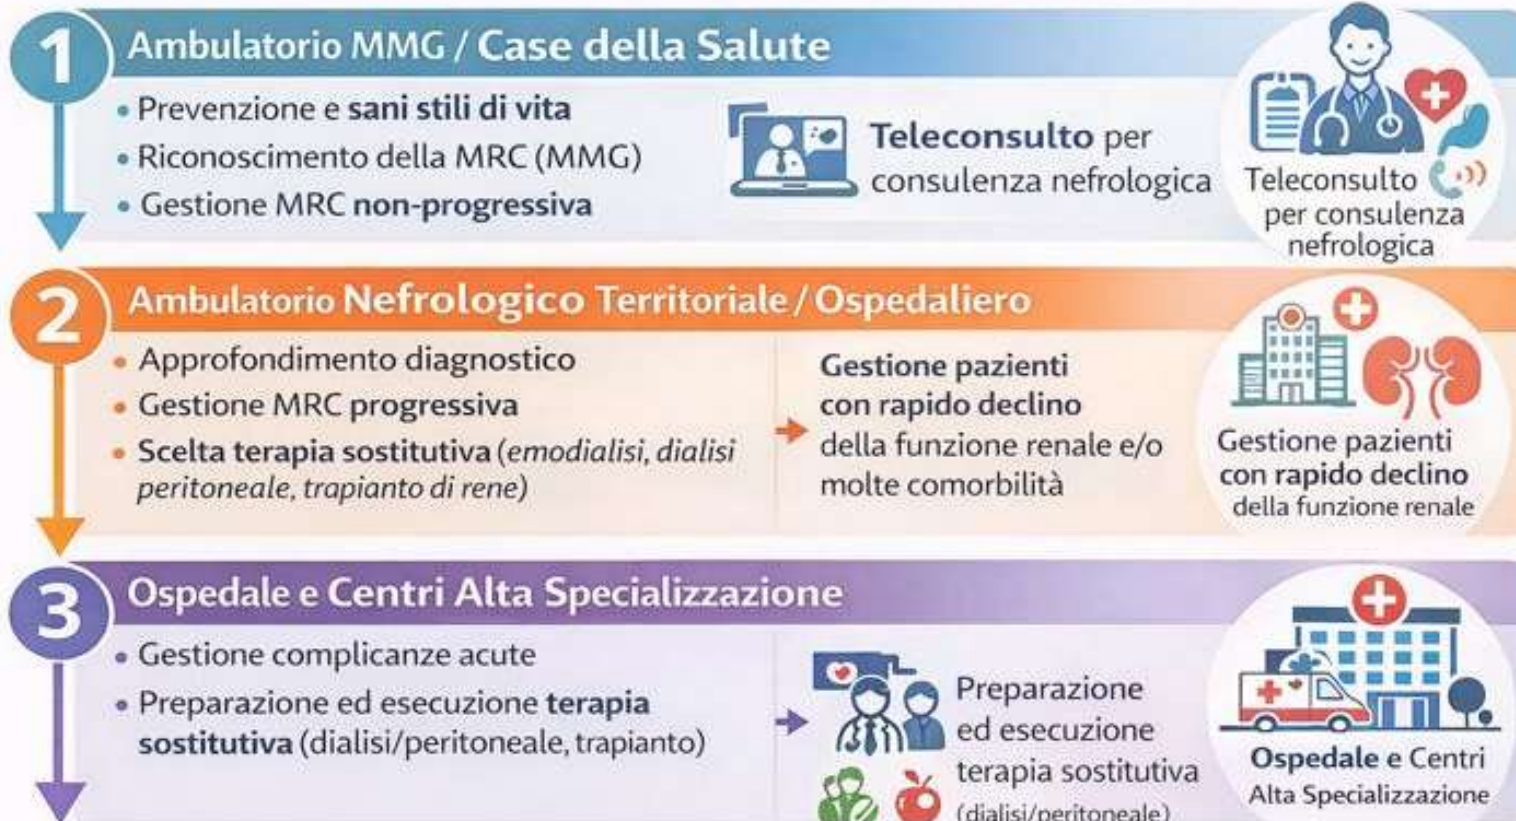 1
Ambulatorio MMG / Case della Salute
• Prevenzione e sani stili di vita
• Riconoscimento della MRC (MMG)
• Gestione MRC non-progressiva
Teleconsulto per
consulenza nefrologica
Teleconsulto
per consulenza
nefrologica
2
Ambulatorio Nefrologico Territoriale / Ospedaliero
• Approfondimento diagnostico
• Gestione MRC progressiva
• Scelta terapia sostitutiva (emodialisi, dialisi
peritoneale, trapianto di rene)
Gestione pazienti
con rapido declino
della funzione renale e/o
molte comorbilità
Gestione pazienti
con rapido declino
della funzione renale
3
Ospedale e Centri Alta Specializzazione
• Gestione complicanze acute
• Preparazione ed esecuzione terapia
sostitutiva (dialisi/peritoneale, trapianto)
Preparazione
ed esecuzione
terapia sostitutiva
(dialisi/peritoneale)
Ospedale e Centri
Alta Specializzazione